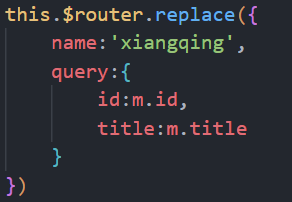 this.$router.replace({
    name:'xiangqing',
    query:{
        id:m.id,
        title:m.title
    }
})